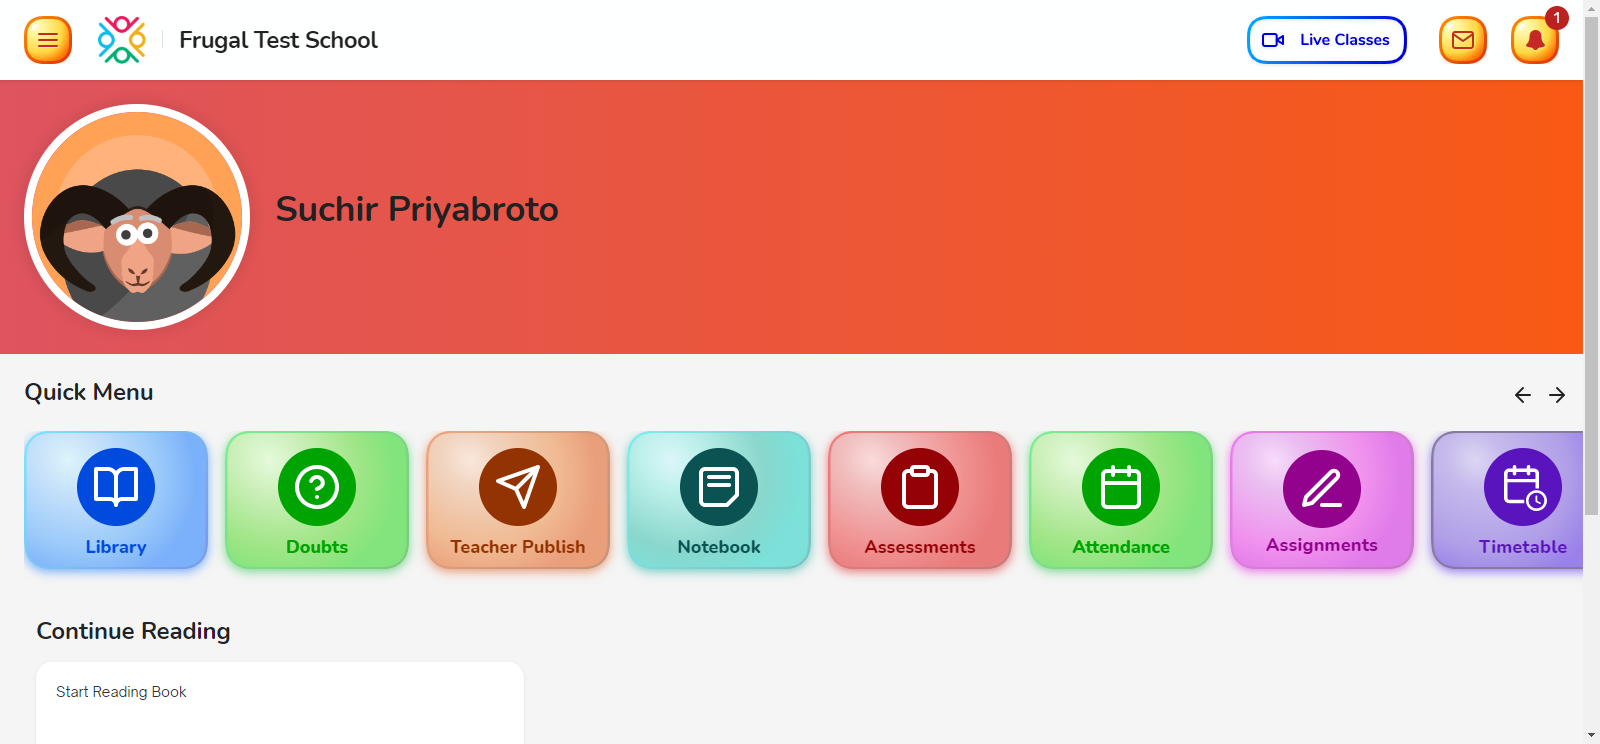 Frugal Test School
Live Classes
1
Suchir Priyabroto
Quick Menu
Library
Doubts
Teacher Publish
Notebook
Assessments
Attendance
Assignments
Timetable
Continue Reading
Start Reading Book